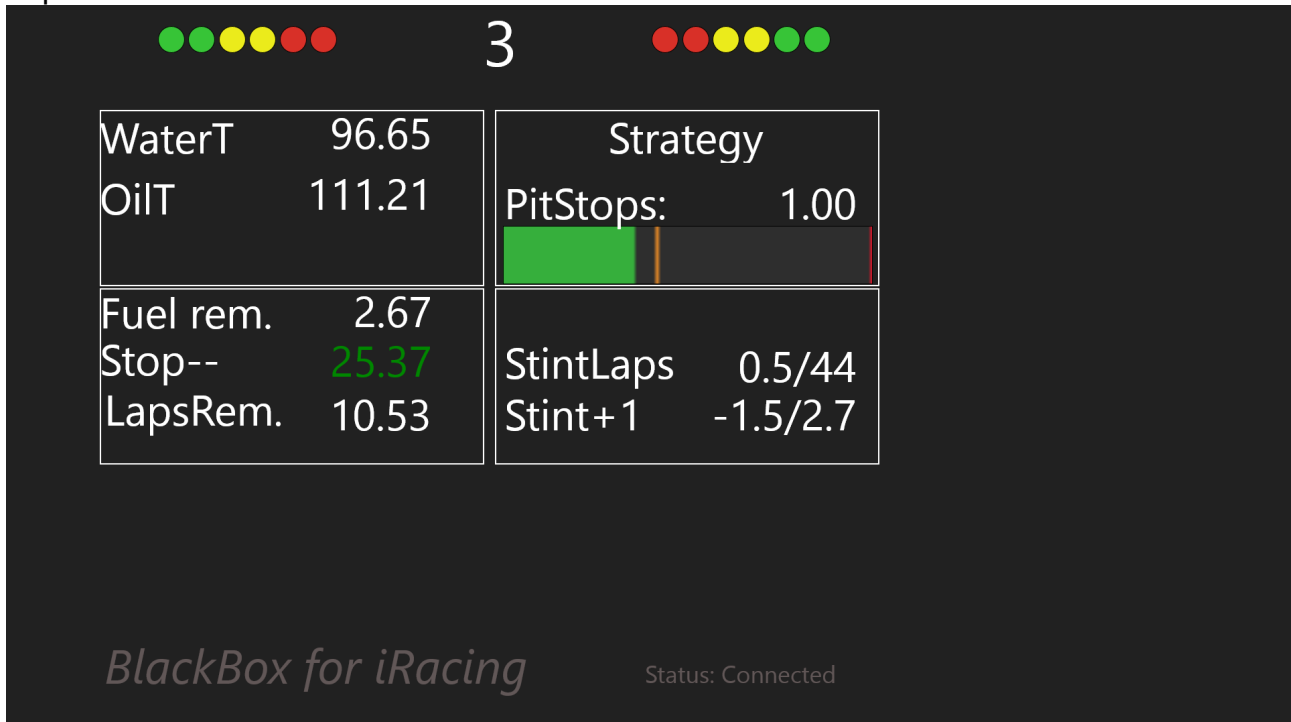 3
WaterT 96.65
OilT 111.21
Strategy
PitStops: 1.00
Fuel rem. 2.67
Stop-- 25.37
LapsRem. 10.53
StintLaps 0.5/44
Stint+1 -1.5/2.7
BlackBox for iRacing
Status: Connected